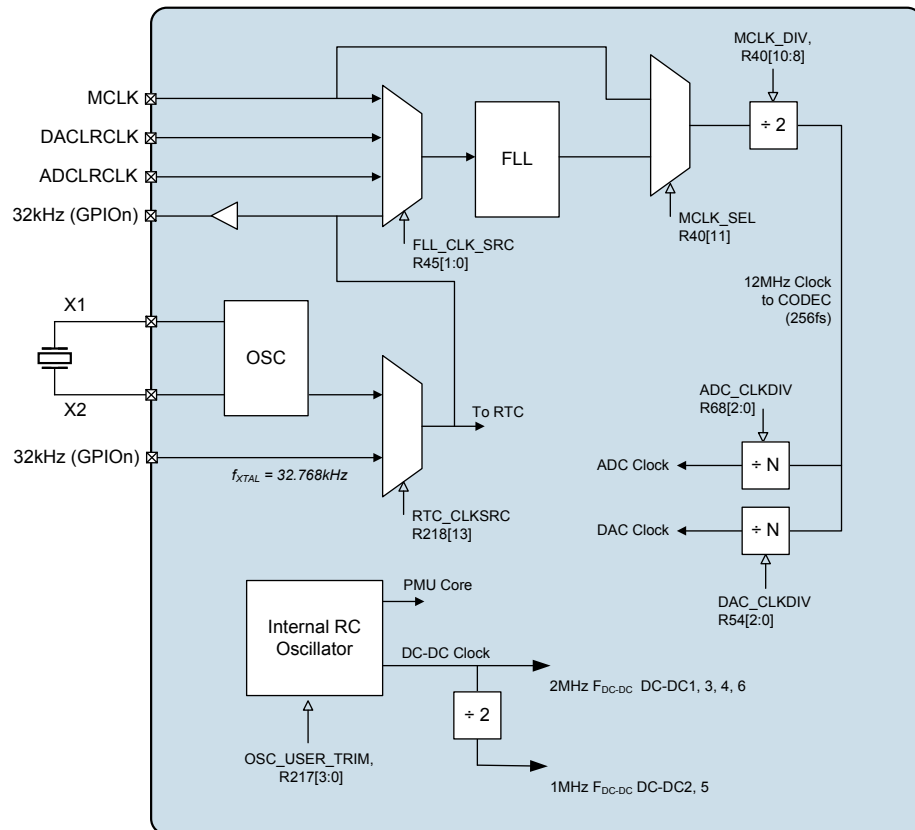 MCLK_DIV,
R40[10:8]
MCLK
DACLRCLK
ADCLRCLK
32kHz (GPIOn)
FLL
÷ 2
FLL_CLK_SRC
R45[1:0]
MCLK_SEL
R40[11]
12MHz Clock
to CODEC
(256fs)
X1
X2
OSC
32kHz (GPIOn)
fXTAL = 32.768kHz
To RTC
RTC_CLKSRC
R218[13]
ADC_CLKDIV
R68[2:0]
ADC Clock
÷ N
DAC Clock
÷ N
DAC_CLKDIV
R54[2:0]
Internal RC
Oscillator
PMU Core
DC-DC Clock
2MHz FDC-DC DC-DC1, 3, 4, 6
÷ 2
1MHz FDC-DC DC-DC2, 5
OSC_USER_TRIM,
R217[3:0]